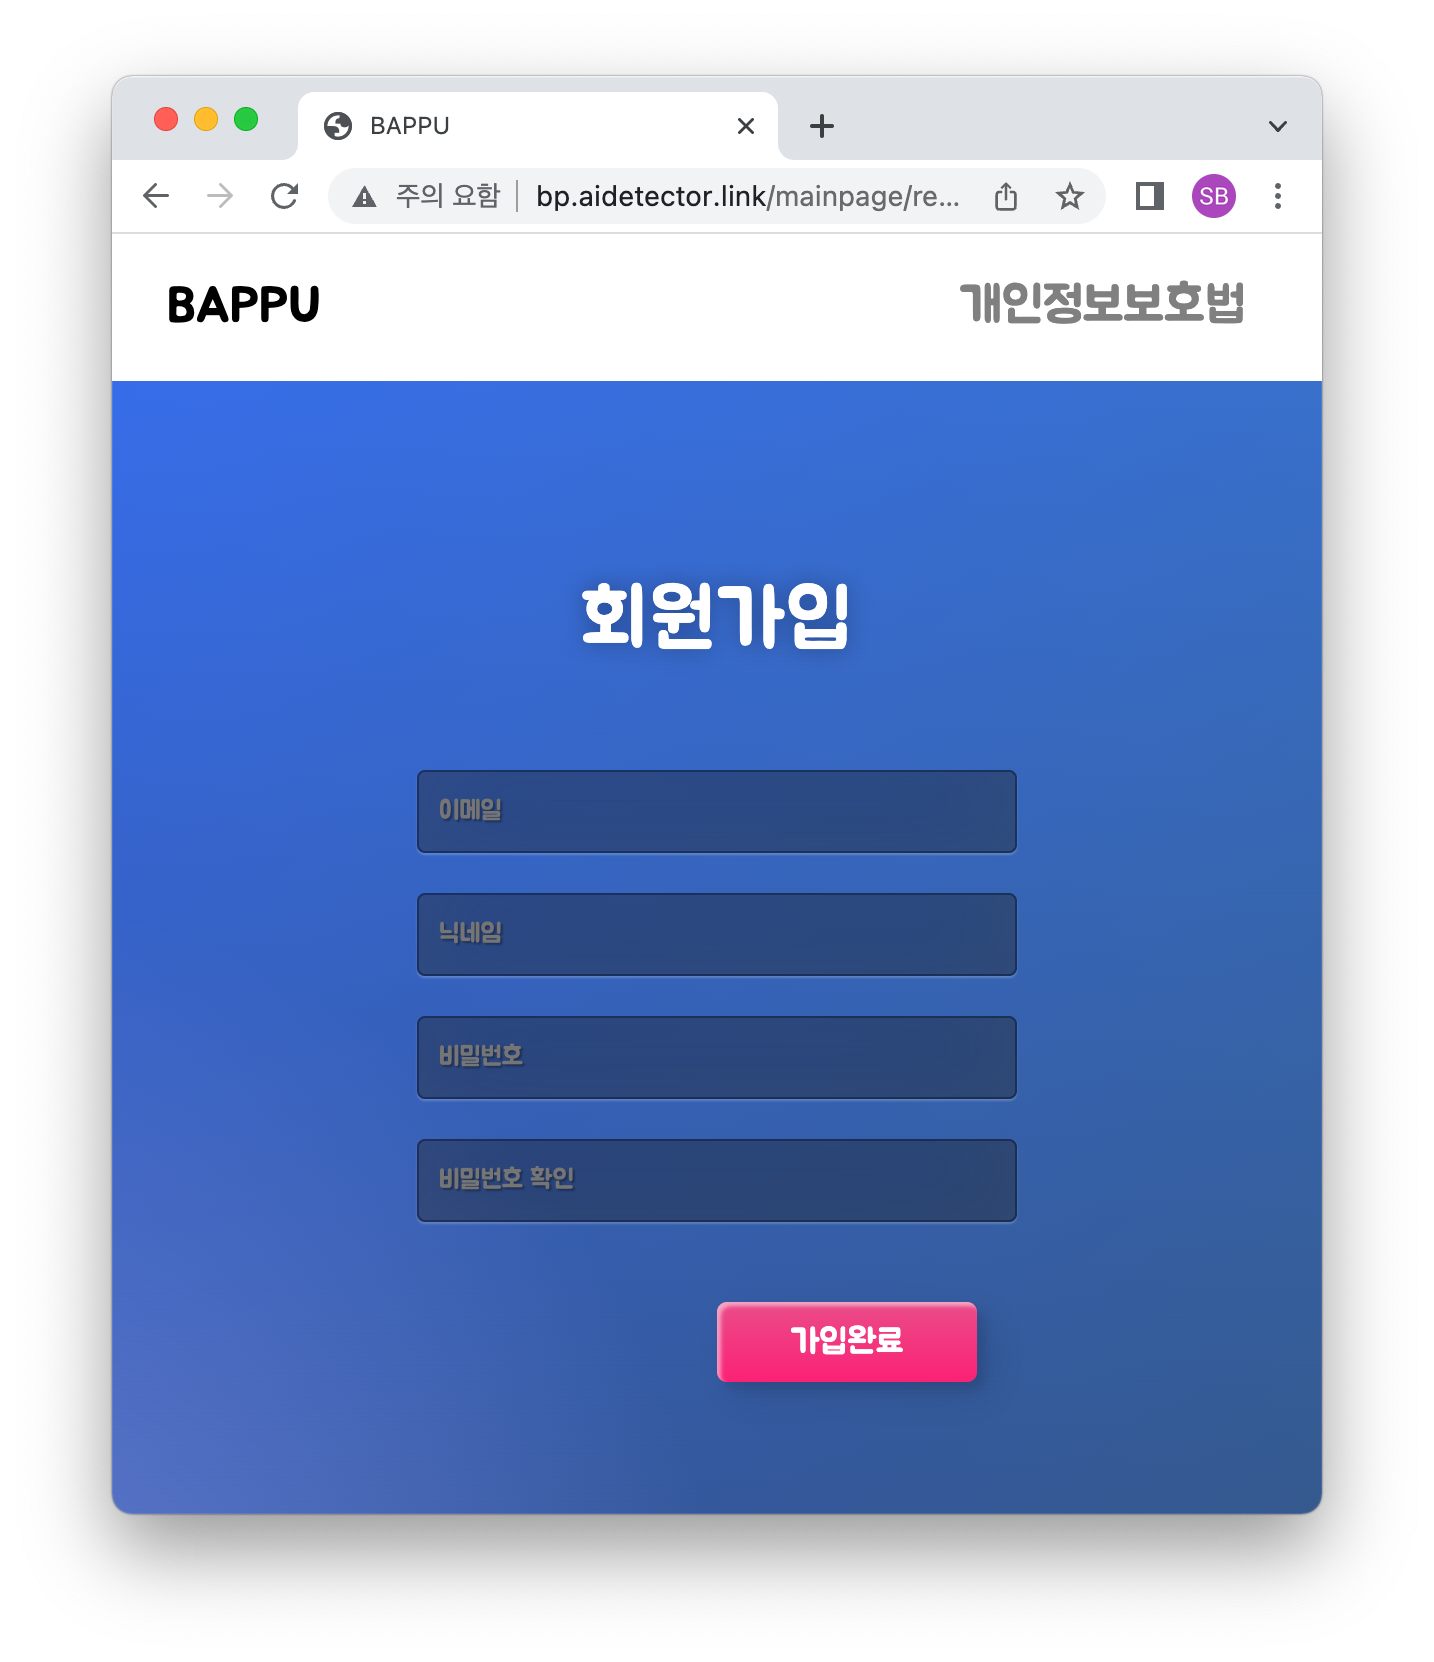 BAPPU
주의 요함 bp.aidetector.link/mainpage/re...
SB
BAPPU
개인정보보호법
회원가입
이메일
닉네임
비밀번호
비밀번호 확인
가입완료